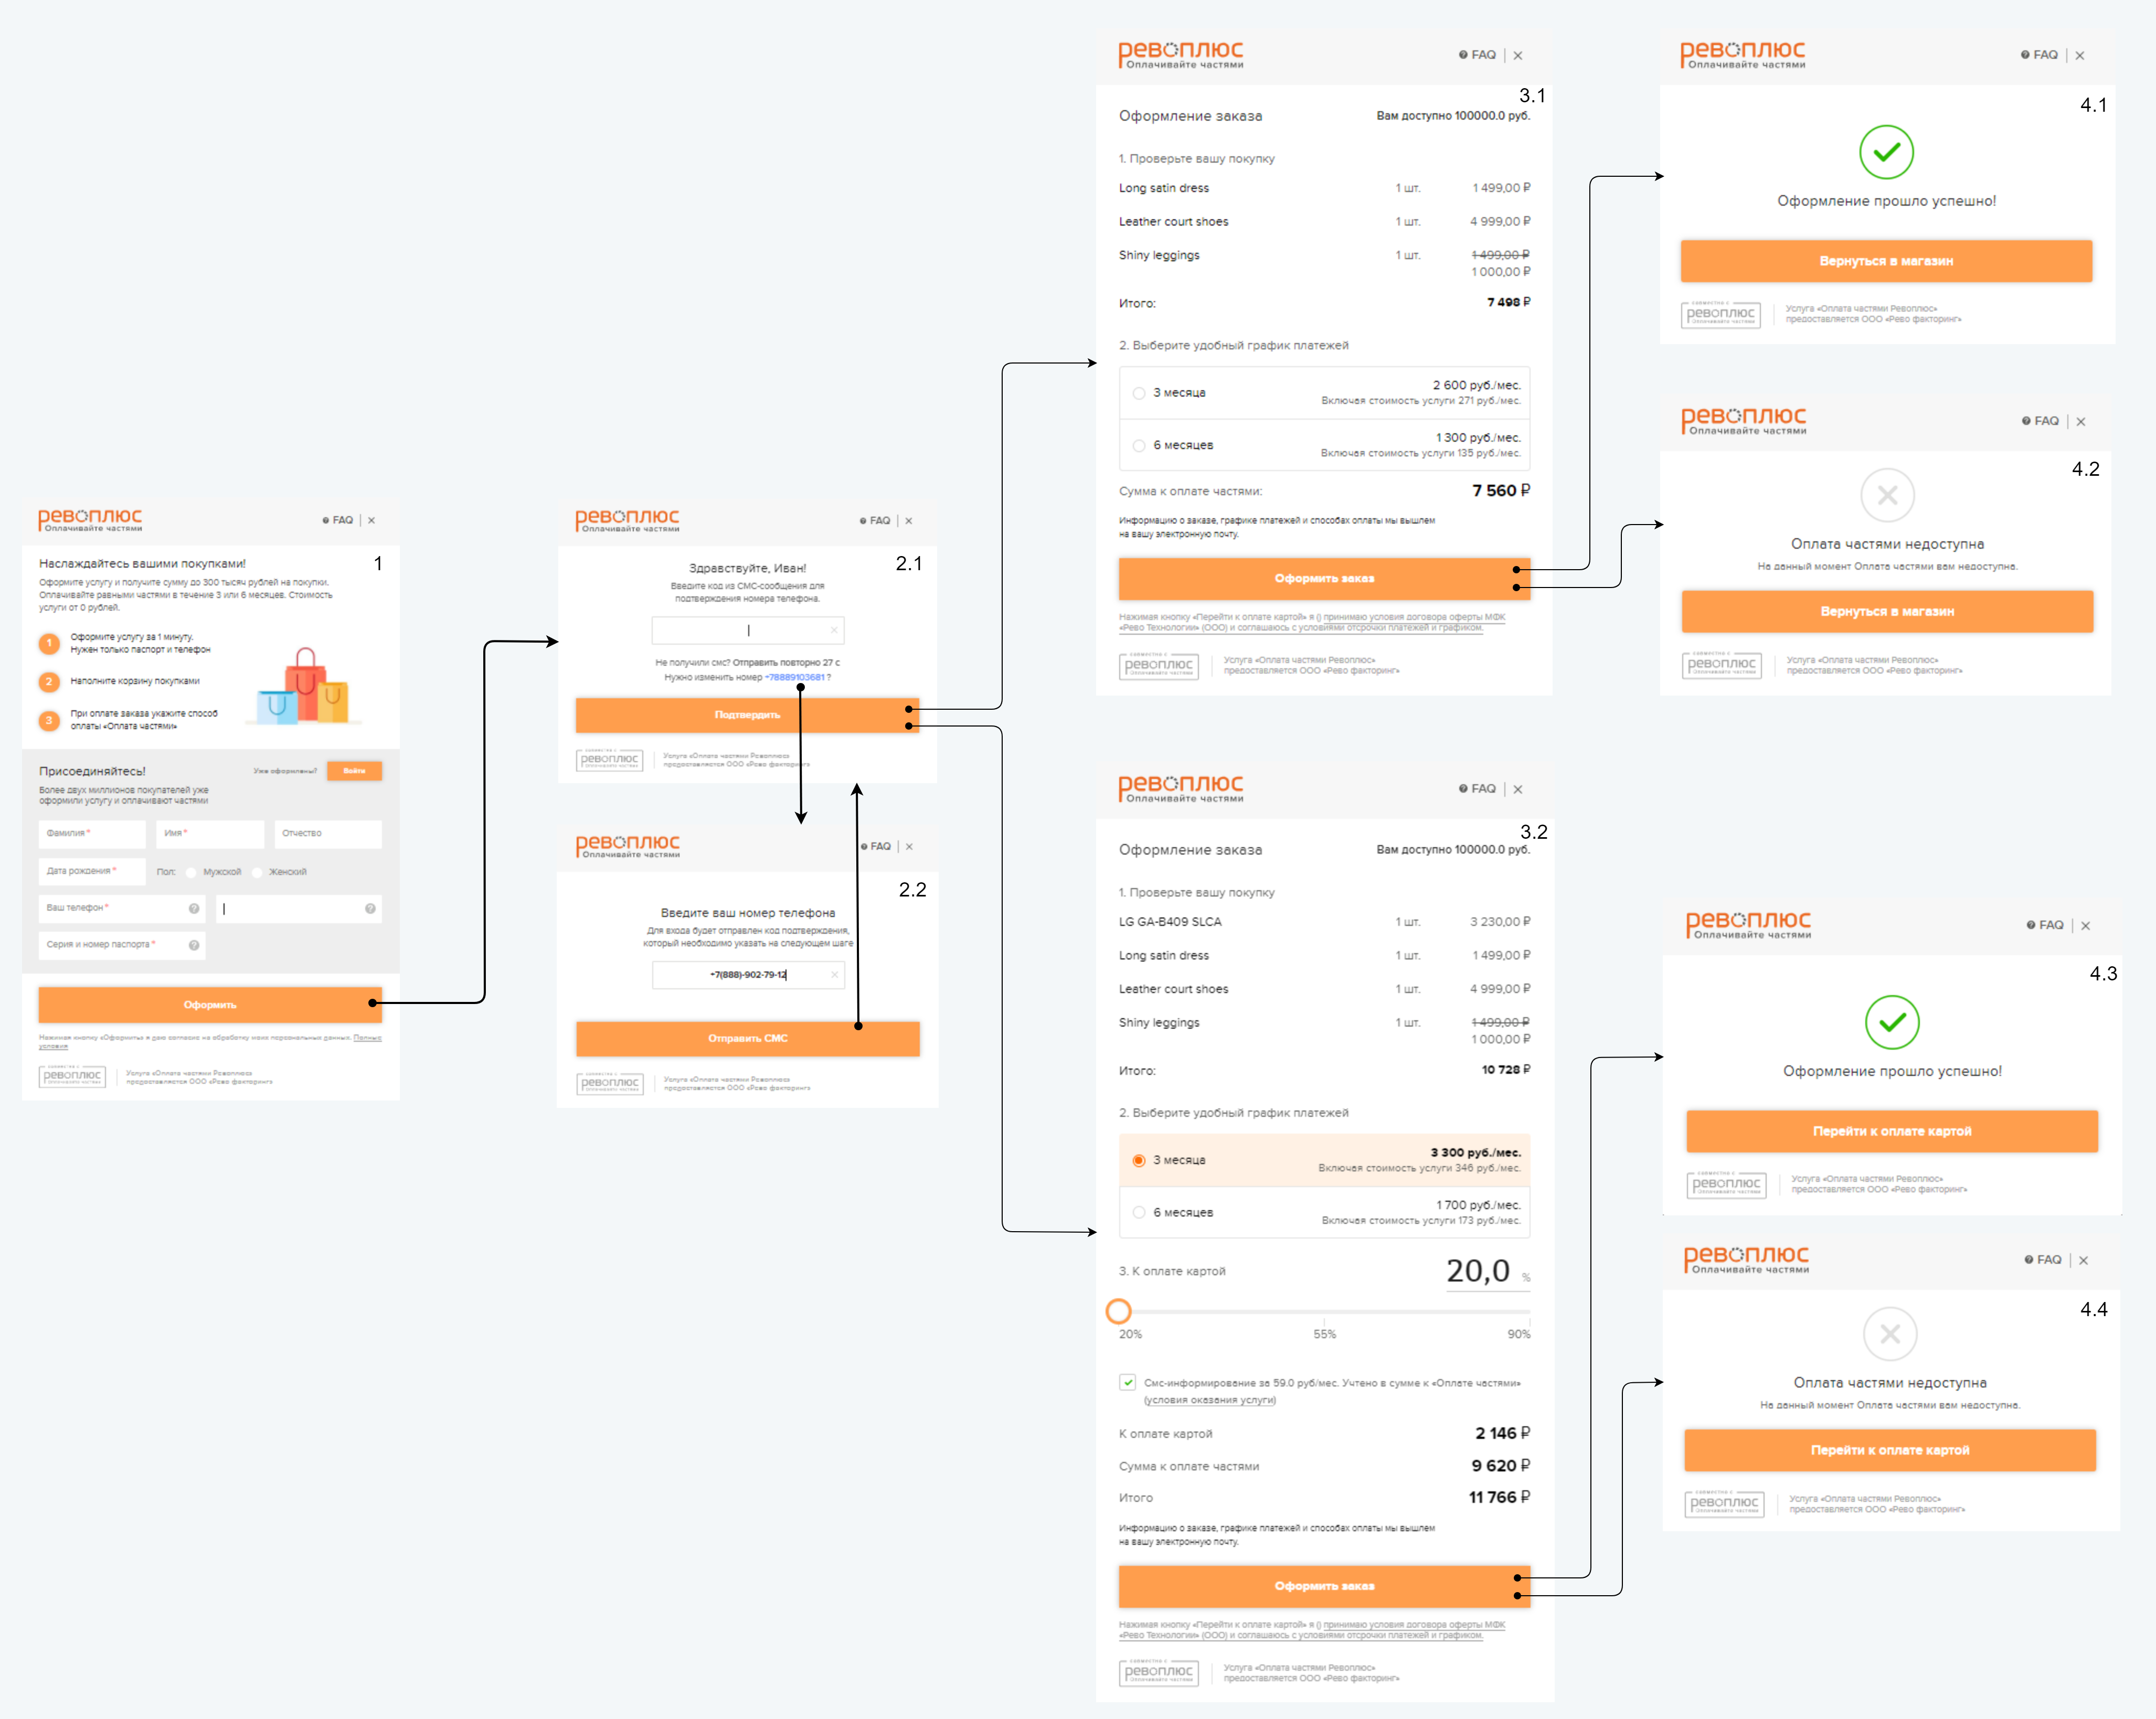 ревоплюс
Оплачивайте частями
FAQ
1
Наслаждайтесь вашими покупками!
Оформите услугу и получите сумму до 300 тысяч рублей на покупки.
Оплачивайте равными частями в течение 3 или 6 месяцев. Стоимость
услуги от 0 рублей.
1
Оформите услугу за 1 минуту.
Нужен только паспорт и телефон
2
Наполните корзину покупками
3
При оплате заказа укажите способ
оплаты «Оплата частями»
Присоединяйтесь!
Уже оформлены?
Войти
Более двух миллионов покупателей уже
оформили услугу и оплачивают частями
Фамилия *
Имя *
Отчество
Дата рождения *
Пол:
Мужской
Женский
Ваш телефон *
Серия и номер паспорта *
Оформить
Нажимая кнопку «Оформить» я даю согласие на обработку моих персональных данных. Полные
условия
совместно с
ревоплюс
Оплачивайте частями
Услуга «Оплата частями Ревоплюс»
предоставляется ООО «Рево факторинг»
ревоплюс
Оплачивайте частями
FAQ
2.1
Здравствуйте, Иван!
Введите код из СМС-сообщения для
подтверждения номера телефона.
Не получили смс? Отправить повторно 27 с
Нужно изменить номер +78889103681 ?
Подтвердить
совместно с
ревоплюс
Оплачивайте частями
Услуга «Оплата частями Ревоплюс»
предоставляется ООО «Рево факторинг»
ревоплюс
Оплачивайте частями
FAQ
2.2
Введите ваш номер телефона
Для входа будет отправлен код подтверждения,
который необходимо указать на следующем шаге
+7(888)-902-79-12
Отправить СМС
совместно с
ревоплюс
Оплачивайте частями
Услуга «Оплата частями Ревоплюс»
предоставляется ООО «Рево факторинг»
ревоплюс
Оплачивайте частями
FAQ
3.1
Оформление заказа
Вам доступно 100000.0 руб.
1. Проверьте вашу покупку
Long satin dress 1 шт. 1 499,00 ₽
Leather court shoes 1 шт. 4 999,00 ₽
Shiny leggings 1 шт. 1 499,00 ₽
1 000,00 ₽
Итого: 7 498 ₽
2. Выберите удобный график платежей
3 месяца 2 600 руб./мес.
Включая стоимость услуги 271 руб./мес.
6 месяцев 1 300 руб./мес.
Включая стоимость услуги 135 руб./мес.
Сумма к оплате частями: 7 560 ₽
Информацию о заказе, графике платежей и способах оплаты мы вышлем
на вашу электронную почту.
Оформить заказ
Нажимая кнопку «Перейти к оплате картой» я () принимаю условия договора оферты МФК
«Рево Технологии» (ООО) и соглашаюсь с условиями отсрочки платежей и графиком.
совместно с
ревоплюс
Оплачивайте частями
Услуга «Оплата частями Ревоплюс»
предоставляется ООО «Рево факторинг»
ревоплюс
Оплачивайте частями
FAQ
3.2
Оформление заказа
Вам доступно 100000.0 руб.
1. Проверьте вашу покупку
LG GA-B409 SLCA 1 шт. 3 230,00 ₽
Long satin dress 1 шт. 1 499,00 ₽
Leather court shoes 1 шт. 4 999,00 ₽
Shiny leggings 1 шт. 1 499,00 ₽
1 000,00 ₽
Итого: 10 728 ₽
2. Выберите удобный график платежей
3 месяца 3 300 руб./мес.
Включая стоимость услуги 346 руб./мес.
6 месяцев 1 700 руб./мес.
Включая стоимость услуги 173 руб./мес.
3. К оплате картой 20,0 %
20% 55% 90%
Смс-информирование за 59.0 руб/мес. Учтено в сумме к «Оплате частями»
(условия оказания услуги)
К оплате картой 2 146 ₽
Сумма к оплате частями 9 620 ₽
Итого 11 766 ₽
Информацию о заказе, графике платежей и способах оплаты мы вышлем
на вашу электронную почту.
Оформить заказ
Нажимая кнопку «Перейти к оплате картой» я () принимаю условия договора оферты МФК
«Рево Технологии» (ООО) и соглашаюсь с условиями отсрочки платежей и графиком.
совместно с
ревоплюс
Оплачивайте частями
Услуга «Оплата частями Ревоплюс»
предоставляется ООО «Рево факторинг»
ревоплюс
Оплачивайте частями
FAQ
4.1
Оформление прошло успешно!
Вернуться в магазин
совместно с
ревоплюс
Оплачивайте частями
Услуга «Оплата частями Ревоплюс»
предоставляется ООО «Рево факторинг»
ревоплюс
Оплачивайте частями
FAQ
4.2
Оплата частями недоступна
На данный момент Оплата частями вам недоступна.
Вернуться в магазин
совместно с
ревоплюс
Оплачивайте частями
Услуга «Оплата частями Ревоплюс»
предоставляется ООО «Рево факторинг»
ревоплюс
Оплачивайте частями
FAQ
4.3
Оформление прошло успешно!
Перейти к оплате картой
совместно с
ревоплюс
Оплачивайте частями
Услуга «Оплата частями Ревоплюс»
предоставляется ООО «Рево факторинг»
ревоплюс
Оплачивайте частями
FAQ
4.4
Оплата частями недоступна
На данный момент Оплата частями вам недоступна.
Перейти к оплате картой
совместно с
ревоплюс
Оплачивайте частями
Услуга «Оплата частями Ревоплюс»
предоставляется ООО «Рево факторинг»